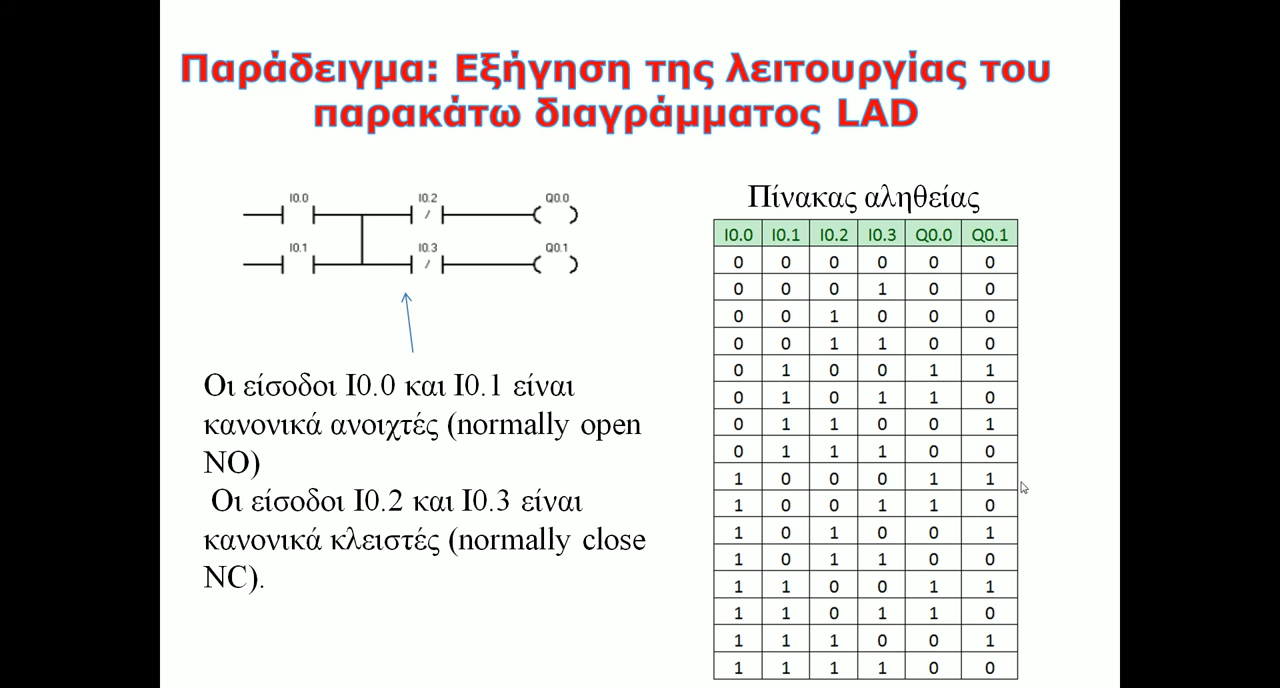 Παράδειγμα: Εξήγηση της λειτουργίας του
παρακάτω διαγράμματος LAD
I0.0 I0.2 Q0.0
I0.1 I0.3 Q0.1
Οι είσοδοι I0.0 και I0.1 είναι
κανονικά ανοιχτές (normally open
NO)
Οι είσοδοι I0.2 και I0.3 είναι
κανονικά κλειστές (normally close
NC).
Πίνακας αληθείας
I0.0 I0.1 I0.2 I0.3 Q0.0 Q0.1
0 0 0 0 0 0
0 0 0 1 0 0
0 0 1 0 0 0
0 0 1 1 0 0
0 1 0 0 1 1
0 1 0 1 1 0
0 1 1 0 0 1
0 1 1 1 0 0
1 0 0 0 1 1
1 0 0 1 1 0
1 0 1 0 0 1
1 0 1 1 0 0
1 1 0 0 1 1
1 1 0 1 1 0
1 1 1 0 0 1
1 1 1 1 0 0